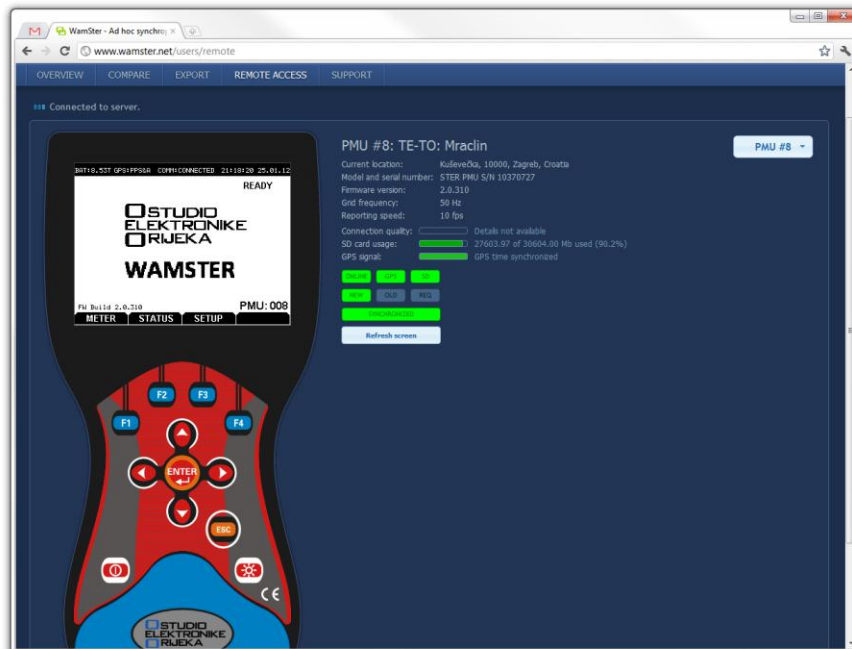 WamSter - Ad hoc synchro
www.wamster.net/users/remote
OVERVIEW COMPARE EXPORT REMOTE ACCESS SUPPORT
Connected to server.
PMU #8: TE-TO: Mraclin
PMU #8
Current location: Kuševečka, 10000, Zagreb, Croatia
Model and serial number: STER PMU S/N 10370727
Firmware version: 2.0.310
Grid frequency: 50 Hz
Reporting speed: 10 fps
Connection quality: Details not available
SD card usage: 27603.97 of 30604.00 Mb used (90.2%)
GPS signal: GPS time synchronized
ONLINE GPS SD
NEW OLD REQ
SYNCHRONIZED
Refresh screen
BAT:8.53T GPS:PPS&A COMM:CONNECTED 21:18:20 25.01.12
READY
STUDIO
ELEKTRONIKE
RIJEKA
WAMSTER
FW Build 2.0.310 PMU: 008
METER STATUS SETUP
F1 F2 F3 F4
ENTER
ESC
CE
STUDIO
ELEKTRONIKE
RIJEKA